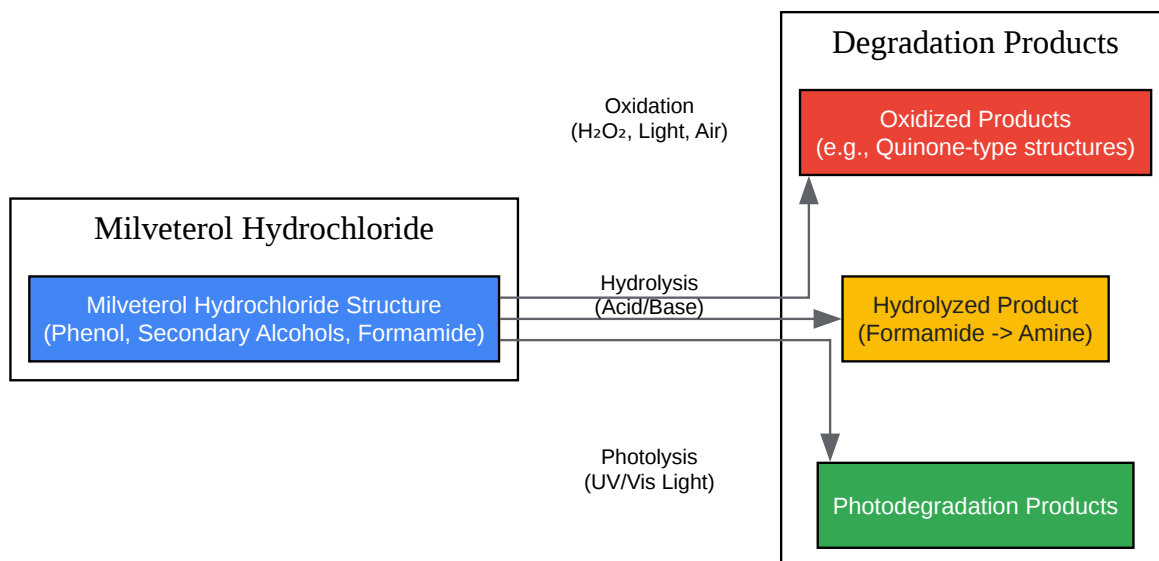 Milveterol Hydrochloride
Milveterol Hydrochloride Structure
(Phenol, Secondary Alcohols, Formamide)
Oxidation
(H₂O₂, Light, Air)
Hydrolysis
(Acid/Base)
Photolysis
(UV/Vis Light)
Degradation Products
Oxidized Products
(e.g., Quinone-type structures)
Hydrolyzed Product
(Formamide -> Amine)
Photodegradation Products